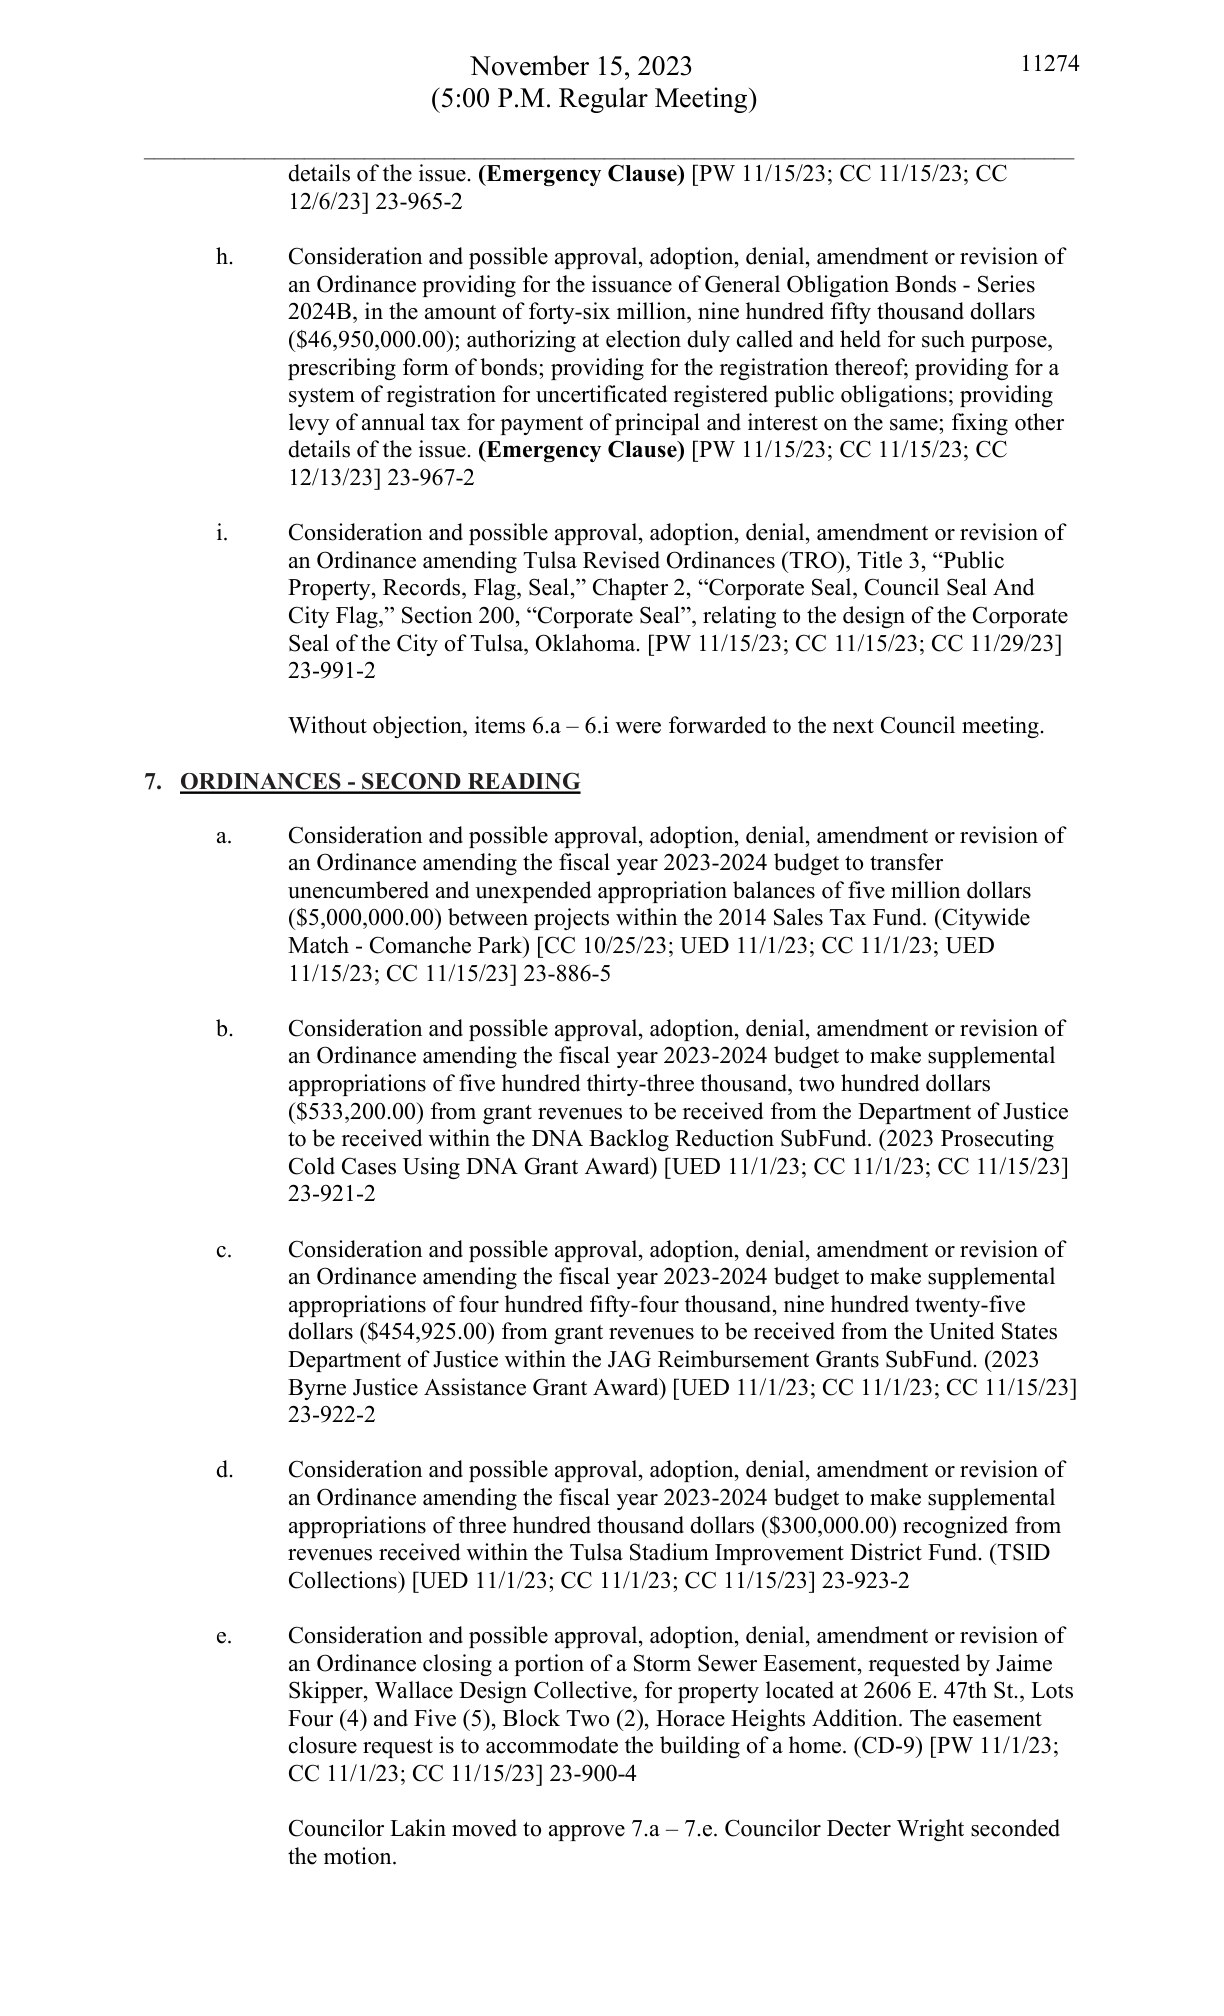 November 15, 2023
11274
(5:00 P.M. Regular Meeting)
details of the issue. (Emergency Clause) [PW 11/15/23; CC 11/15/23; CC
12/6/23] 23-965-2
h. Consideration and possible approval, adoption, denial, amendment or revision of
an Ordinance providing for the issuance of General Obligation Bonds - Series
2024B, in the amount of forty-six million, nine hundred fifty thousand dollars
($46,950,000.00); authorizing at election duly called and held for such purpose,
prescribing form of bonds; providing for the registration thereof; providing for a
system of registration for uncertificated registered public obligations; providing
levy of annual tax for payment of principal and interest on the same; fixing other
details of the issue. (Emergency Clause) [PW 11/15/23; CC 11/15/23; CC
12/13/23] 23-967-2
i. Consideration and possible approval, adoption, denial, amendment or revision of
an Ordinance amending Tulsa Revised Ordinances (TRO), Title 3, “Public
Property, Records, Flag, Seal,” Chapter 2, “Corporate Seal, Council Seal And
City Flag,” Section 200, “Corporate Seal”, relating to the design of the Corporate
Seal of the City of Tulsa, Oklahoma. [PW 11/15/23; CC 11/15/23; CC 11/29/23]
23-991-2
Without objection, items 6.a – 6.i were forwarded to the next Council meeting.
7. ORDINANCES - SECOND READING
a. Consideration and possible approval, adoption, denial, amendment or revision of
an Ordinance amending the fiscal year 2023-2024 budget to transfer
unencumbered and unexpended appropriation balances of five million dollars
($5,000,000.00) between projects within the 2014 Sales Tax Fund. (Citywide
Match - Comanche Park) [CC 10/25/23; UED 11/1/23; CC 11/1/23; UED
11/15/23; CC 11/15/23] 23-886-5
b. Consideration and possible approval, adoption, denial, amendment or revision of
an Ordinance amending the fiscal year 2023-2024 budget to make supplemental
appropriations of five hundred thirty-three thousand, two hundred dollars
($533,200.00) from grant revenues to be received from the Department of Justice
to be received within the DNA Backlog Reduction SubFund. (2023 Prosecuting
Cold Cases Using DNA Grant Award) [UED 11/1/23; CC 11/1/23; CC 11/15/23]
23-921-2
c. Consideration and possible approval, adoption, denial, amendment or revision of
an Ordinance amending the fiscal year 2023-2024 budget to make supplemental
appropriations of four hundred fifty-four thousand, nine hundred twenty-five
dollars ($454,925.00) from grant revenues to be received from the United States
Department of Justice within the JAG Reimbursement Grants SubFund. (2023
Byrne Justice Assistance Grant Award) [UED 11/1/23; CC 11/1/23; CC 11/15/23]
23-922-2
d. Consideration and possible approval, adoption, denial, amendment or revision of
an Ordinance amending the fiscal year 2023-2024 budget to make supplemental
appropriations of three hundred thousand dollars ($300,000.00) recognized from
revenues received within the Tulsa Stadium Improvement District Fund. (TSID
Collections) [UED 11/1/23; CC 11/1/23; CC 11/15/23] 23-923-2
e. Consideration and possible approval, adoption, denial, amendment or revision of
an Ordinance closing a portion of a Storm Sewer Easement, requested by Jaime
Skipper, Wallace Design Collective, for property located at 2606 E. 47th St., Lots
Four (4) and Five (5), Block Two (2), Horace Heights Addition. The easement
closure request is to accommodate the building of a home. (CD-9) [PW 11/1/23;
CC 11/1/23; CC 11/15/23] 23-900-4
Councilor Lakin moved to approve 7.a – 7.e. Councilor Decter Wright seconded
the motion.